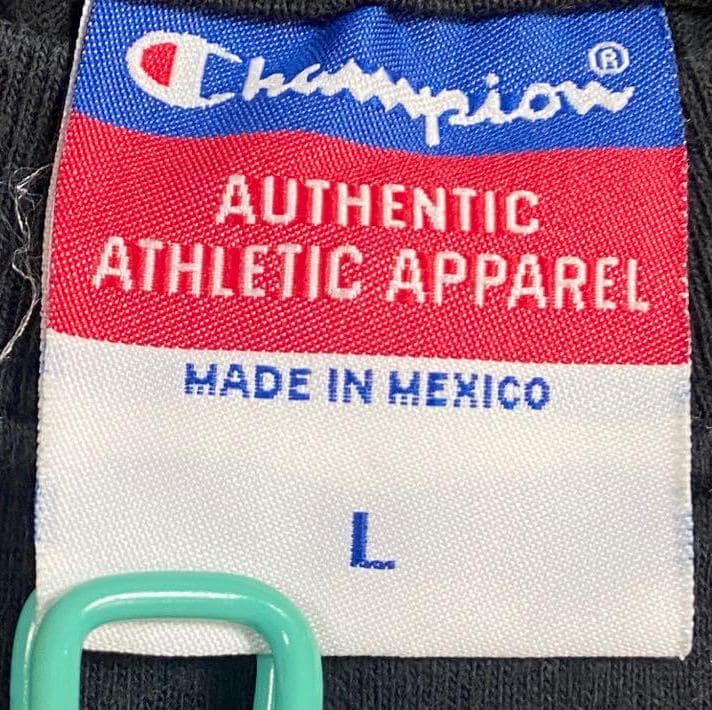 Champion®
AUTHENTIC
ATHLETIC APPAREL
MADE IN MEXICO
L